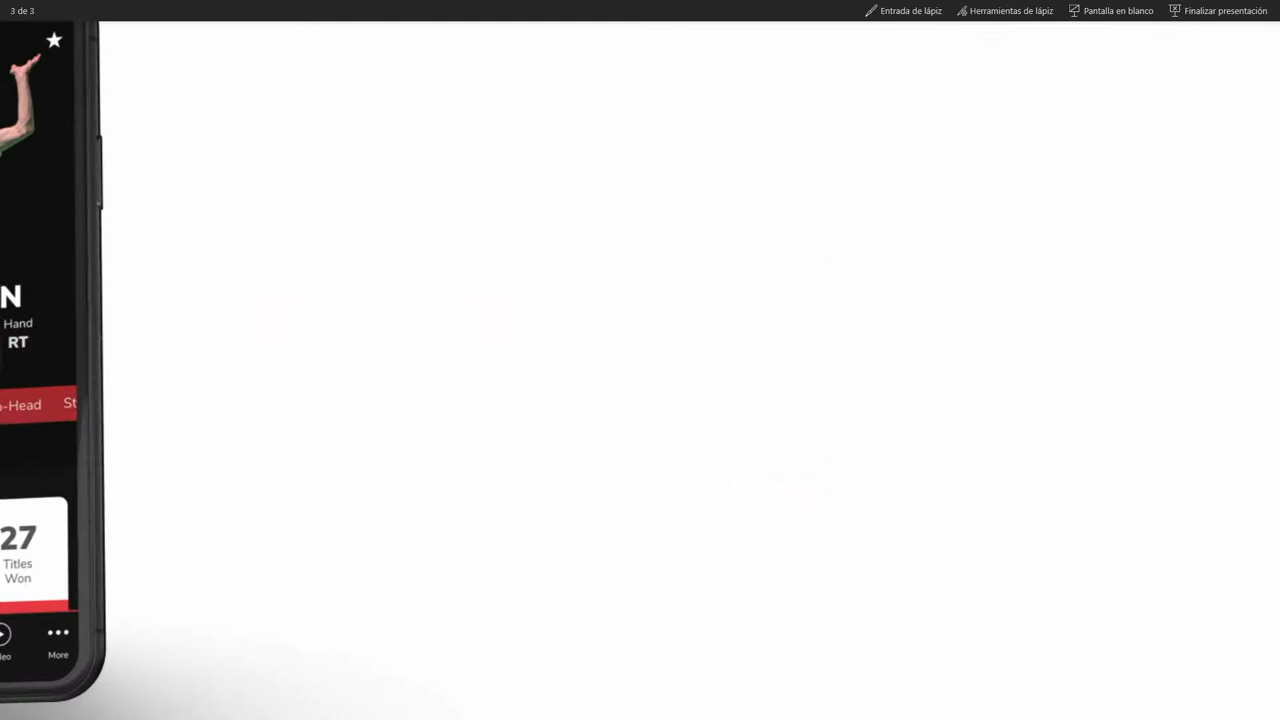 3 de 3
Entrada de lápiz
Herramientas de lápiz
Pantalla en blanco
Finalizar presentación
N
Hand
RT
o-Head St
27
Titles
Won
eo
More